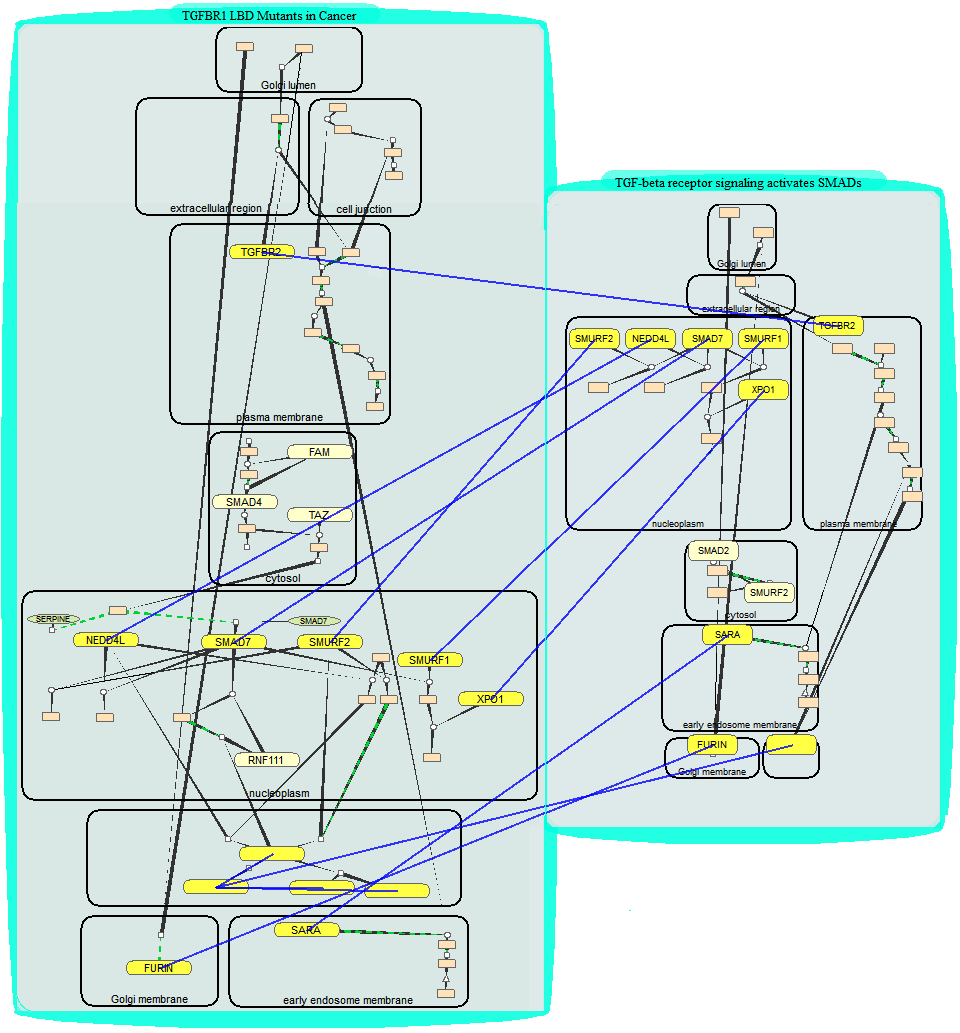 TGFBR1 LBD Mutants in Cancer
Golgi lumen
extracellular region
cell junction
TGFBR2
plasma membrane
FAM
SMAD4
TAZ
cytosol
SERPINE
SMAD7
NEDD4L
SMAD7
SMURF2
SMURF1
XPO1
RNF111
nucleoplasm
SARA
FURIN
Golgi membrane
early endosome membrane
TGF-beta receptor signaling activates SMADs
Golgi lumen
extracellular region
TGFBR2
SMURF2
NEDD4L
SMAD7
SMURF1
XPO1
nucleoplasm
plasma membrane
SMAD2
SMURF2
cytosol
SARA
early endosome membrane
FURIN
Golgi membrane